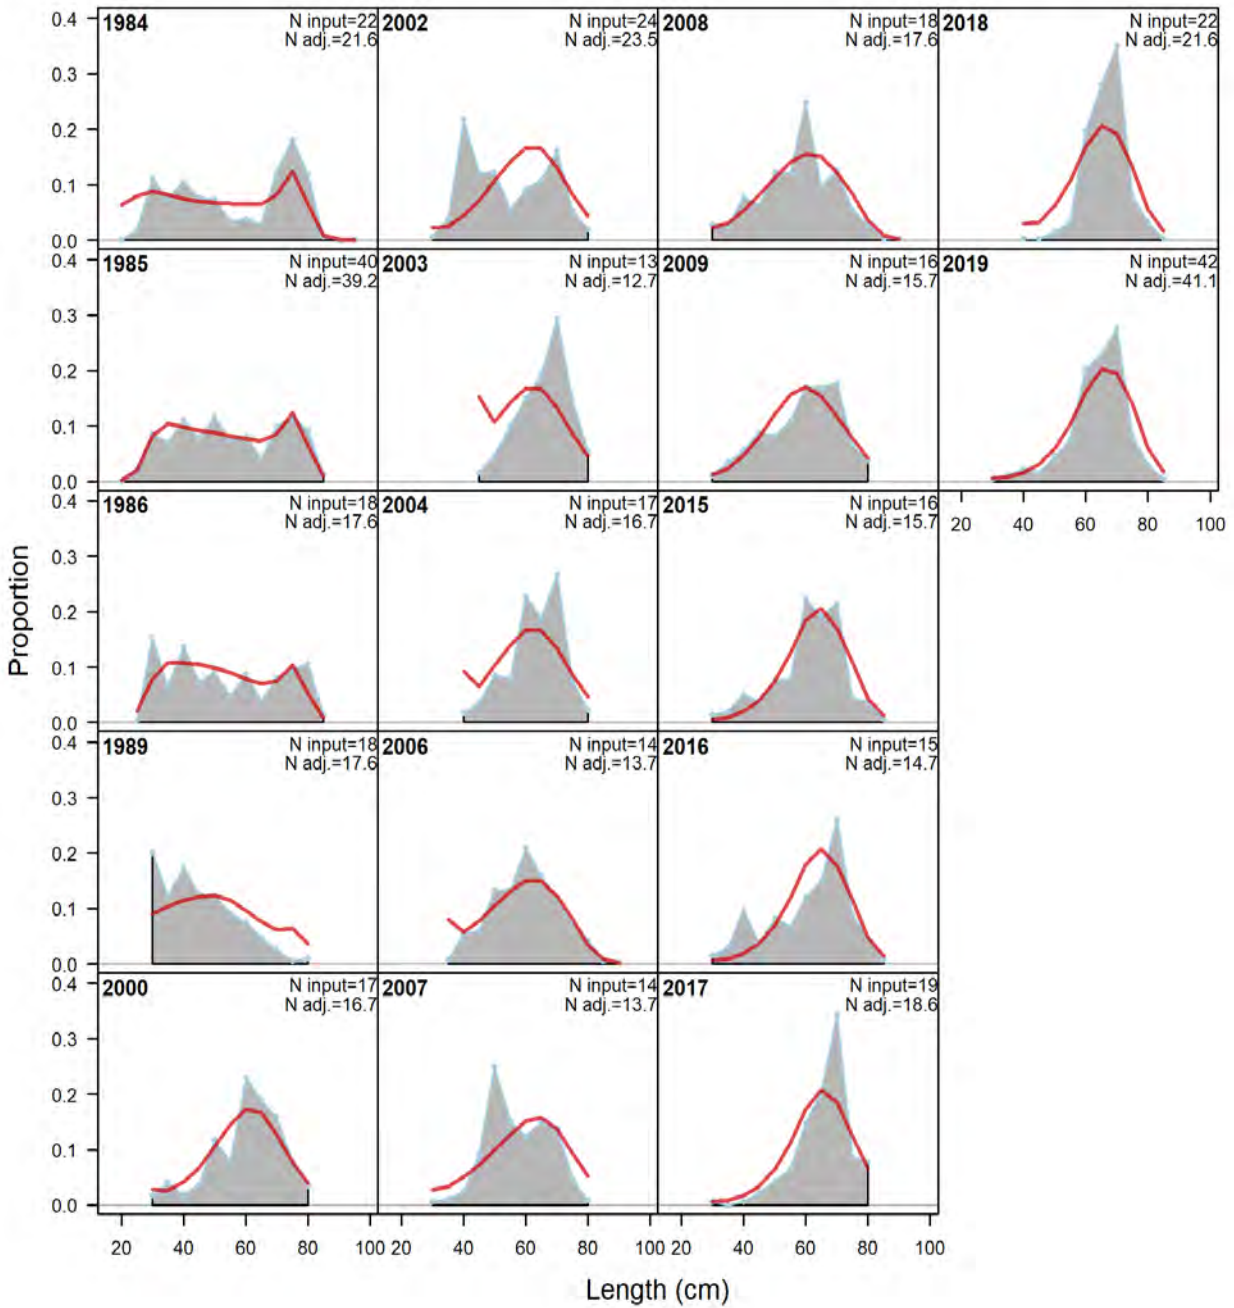 1984
N input=22
N adj.=21.6
2002
N input=24
N adj.=23.5
2008
N input=18
N adj.=17.6
2018
N input=22
N adj.=21.6
0.4
0.3
0.2
0.1
0.0
1985
N input=40
N adj.=39.2
2003
N input=13
N adj.=12.7
2009
N input=16
N adj.=15.7
2019
N input=42
N adj.=41.1
0.4
0.3
0.2
0.1
0.0
20 40 60 80 100
1986
N input=18
N adj.=17.6
2004
N input=17
N adj.=16.7
2015
N input=16
N adj.=15.7
0.4
0.3
0.2
0.1
0.0
Proportion
1989
N input=18
N adj.=17.6
2006
N input=14
N adj.=13.7
2016
N input=15
N adj.=14.7
0.4
0.3
0.2
0.1
0.0
2000
N input=17
N adj.=16.7
2007
N input=14
N adj.=13.7
2017
N input=19
N adj.=18.6
0.4
0.3
0.2
0.1
0.0
20 40 60 80 100
20 40 60 80 100
20 40 60 80 100
Length (cm)